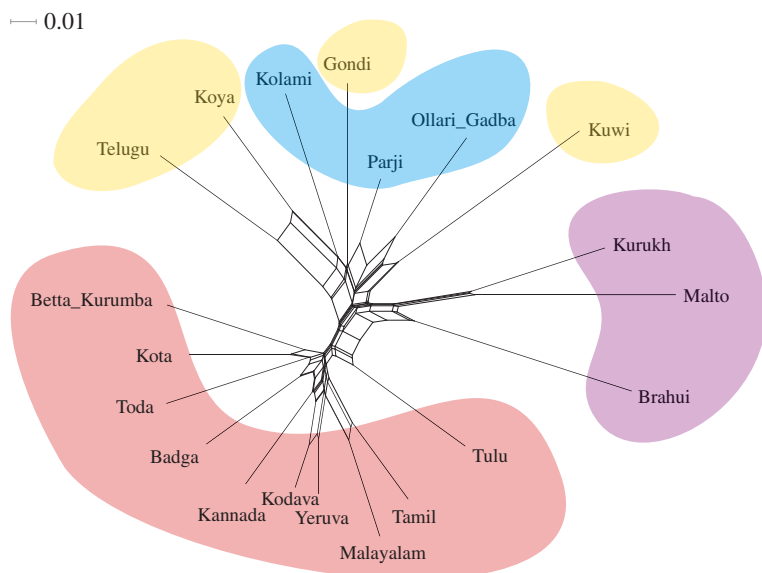 0.01
Gondi
Kolami
Koya
Ollari_Gadba
Kuwi
Telugu
Parji
Kurukh
Betta_Kurumba
Malto
Kota
Brahui
Toda
Badga
Tulu
Kodava
Kannada
Yeruva
Tamil
Malayalam